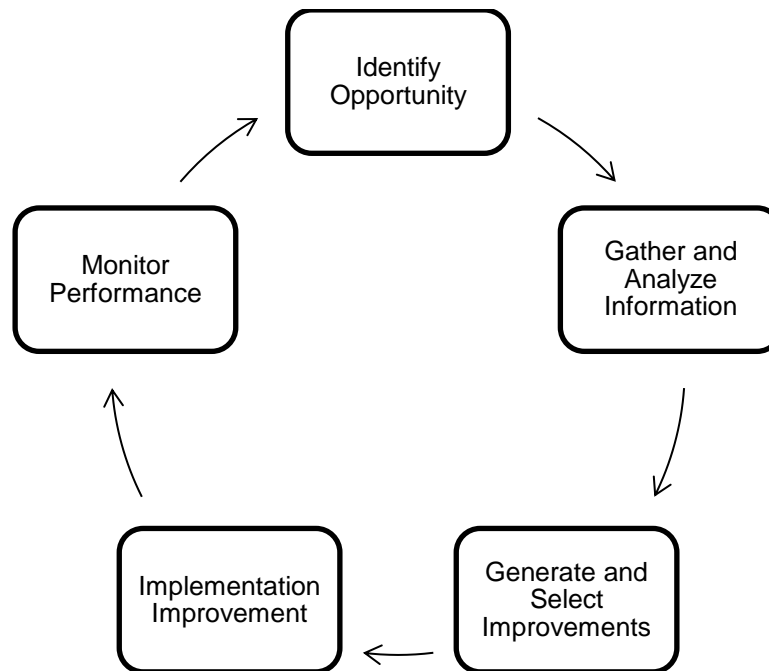 Identify
Opportunity
Gather and
Analyze
Information
Generate and
Select
Improvements
Implementation
Improvement
Monitor
Performance